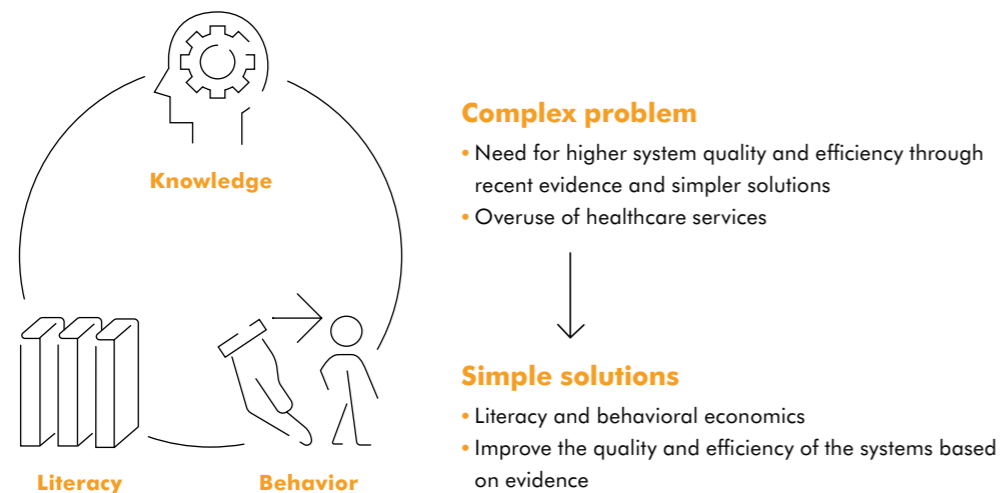 Knowledge
Literacy
Behavior
Complex problem
• Need for higher system quality and efficiency through
recent evidence and simpler solutions
• Overuse of healthcare services
Simple solutions
• Literacy and behavioral economics
• Improve the quality and efficiency of the systems based
on evidence